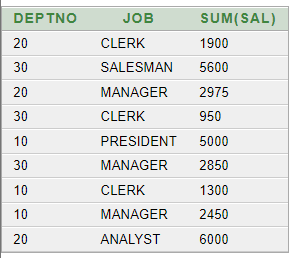 DEPTNO JOB SUM(SAL)
20 CLERK 1900
30 SALESMAN 5600
20 MANAGER 2975
30 CLERK 950
10 PRESIDENT 5000
30 MANAGER 2850
10 CLERK 1300
10 MANAGER 2450
20 ANALYST 6000